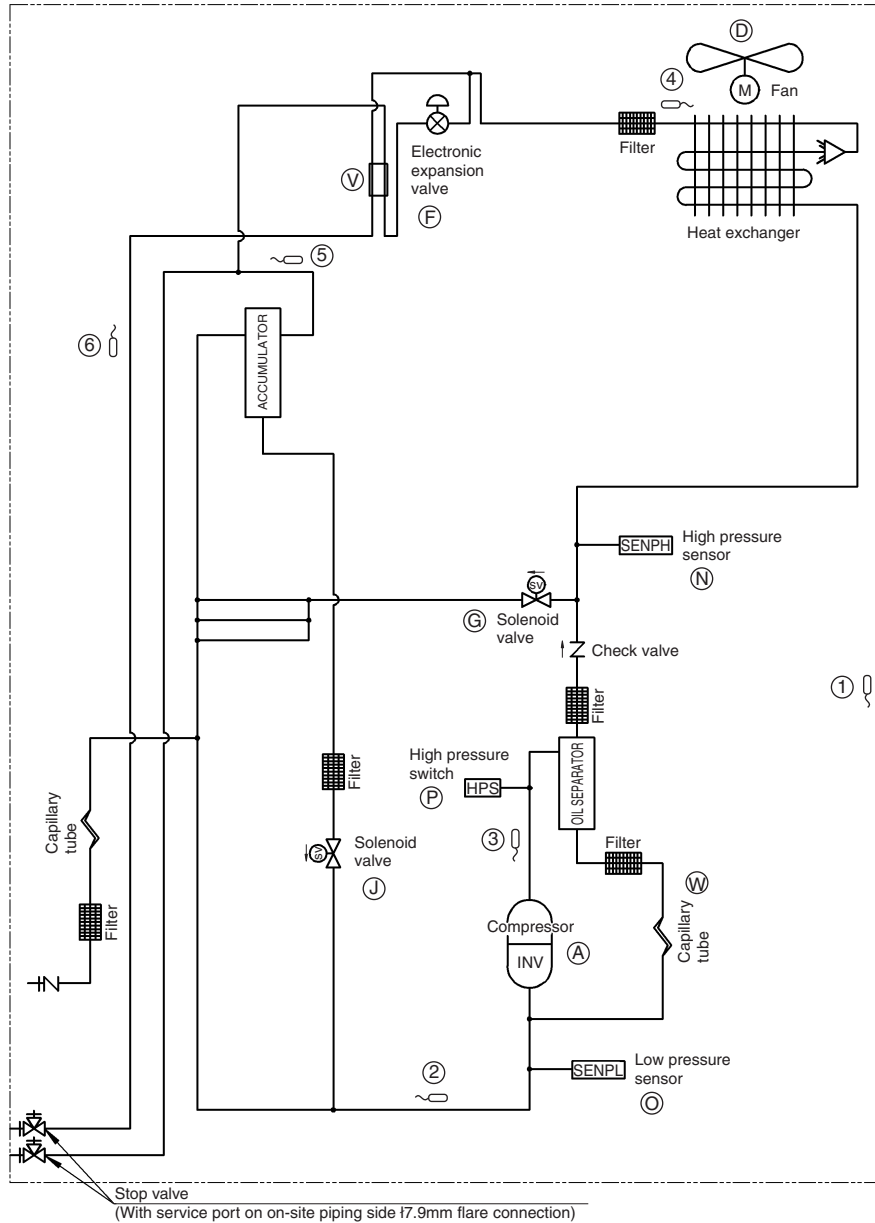 D
4
M
Fan
Filter
Electronic
expansion
valve
V
F
Heat exchanger
5
6
ACCUMULATOR
SENPH
High pressure
sensor
N
SV
G
Solenoid
valve
Check valve
1
Filter
High pressure
switch
P
HPS
OIL SEPARATOR
Filter
Capillary
tube
3
Filter
SV
Solenoid
valve
J
W
Filter
Compressor
INV
A
Capillary
tube
2
SENPL
Low pressure
sensor
O
Stop valve
(With service port on on-site piping side ł7.9mm flare connection)